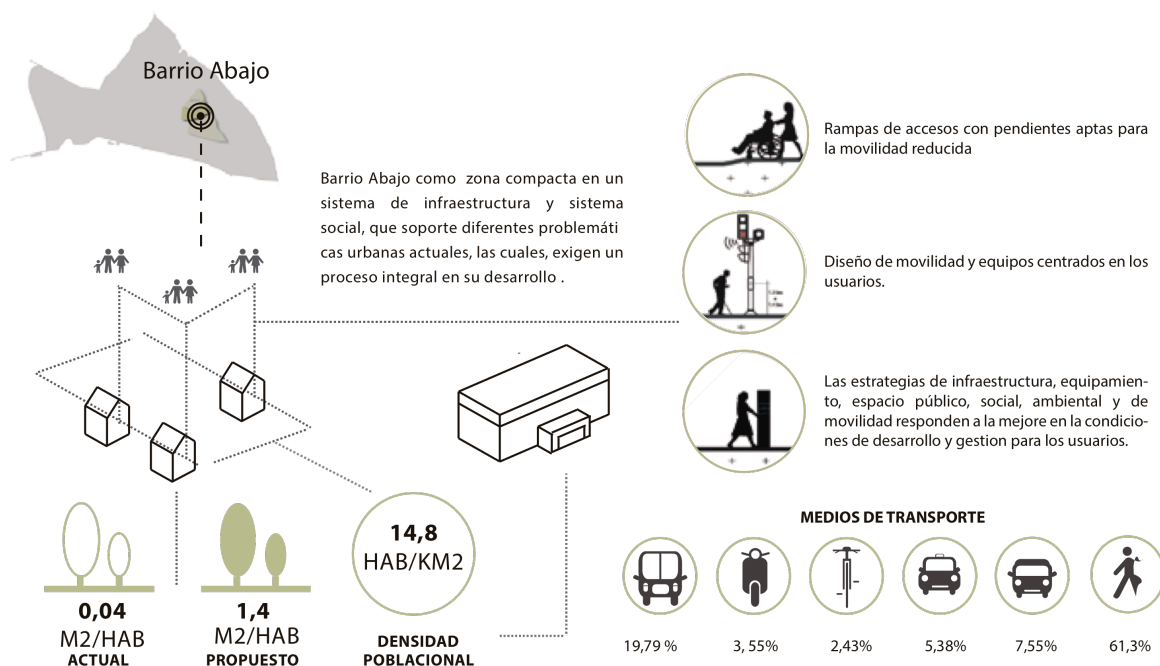 Barrio Abajo
Barrio Abajo como zona compacta en un
sistema de infraestructura y sistema
social, que soporte diferentes problemáti
cas urbanas actuales, las cuales, exigen un
proceso integral en su desarrollo .
Rampas de accesos con pendientes aptas para
la movilidad reducida
Diseño de movilidad y equipos centrados en los
usuarios.
Las estrategias de infraestructura, equipamien-
to, espacio público, social, ambiental y de
movilidad responden a la mejore en la condicio-
nes de desarrollo y gestion para los usuarios.
0,04
M2/HAB
ACTUAL
1,4
M2/HAB
PROPUESTO
14,8
HAB/KM2
DENSIDAD
POBLACIONAL
MEDIOS DE TRANSPORTE
19,79 % 3, 55% 2,43% 5,38% 7,55% 61,3%